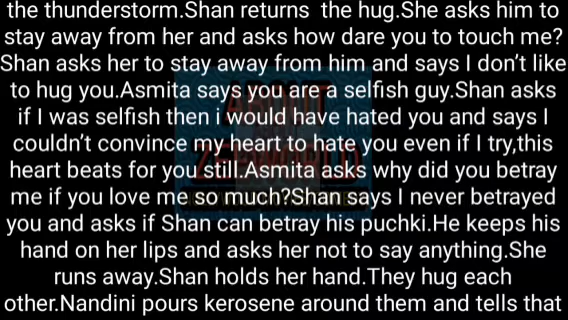 the thunderstorm.Shan returns  the hug.She asks him to
stay away from her and asks how dare you to touch me?
Shan asks her to stay away from him and says I don’t like
to hug you.Asmita says you are a selfish guy.Shan asks
if I was selfish then i would have hated you and says I
couldn’t convince my heart to hate you even if I try,this
heart beats for you still.Asmita asks why did you betray
me if you love me so much?Shan says I never betrayed
you and asks if Shan can betray his puchki.He keeps his
hand on her lips and asks her not to say anything.She
runs away.Shan holds her hand.They hug each
other.Nandini pours kerosene around them and tells that